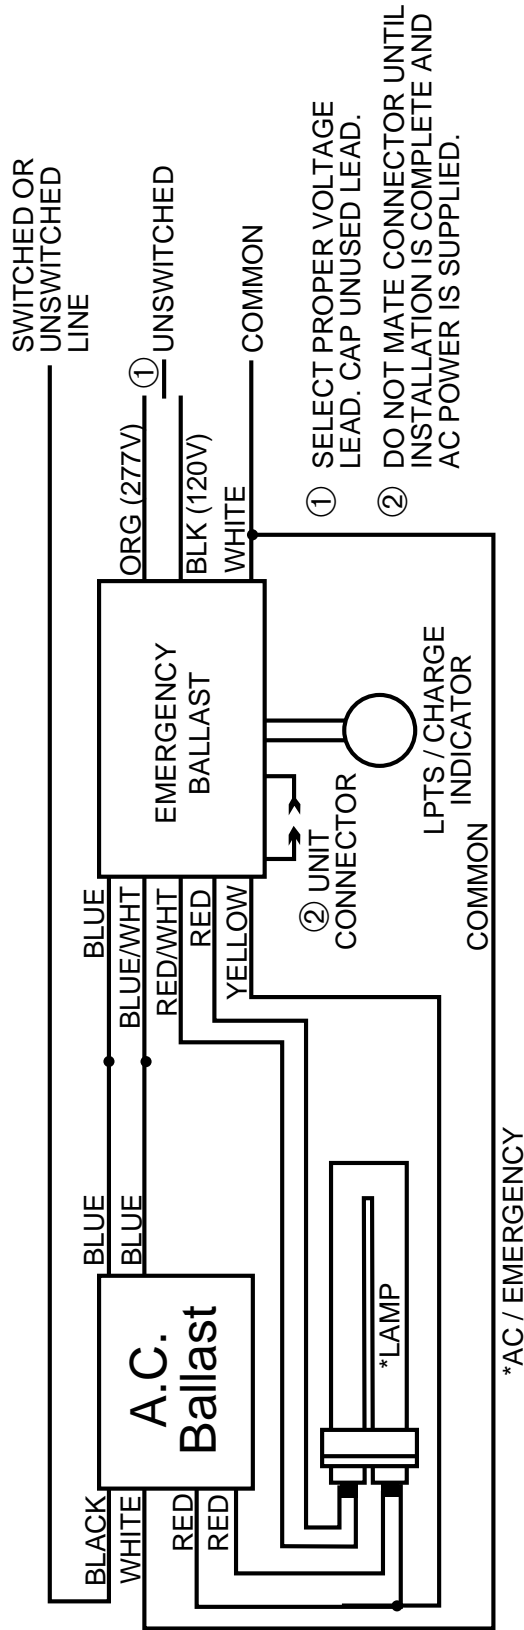 SWITCHED OR
UNSWITCHED
LINE
① UNSWITCHED
COMMON
ORG (277V)
BLK (120V)
WHITE
EMERGENCY
BALLAST
BLUE
BLUE/WHT
RED/WHT
RED
YELLOW
② UNIT
CONNECTOR
LPTS / CHARGE
INDICATOR
COMMON
BLUE
BLUE
A.C.
Ballast
BLACK
WHITE
RED
RED
*LAMP
*AC / EMERGENCY
① SELECT PROPER VOLTAGE
LEAD. CAP UNUSED LEAD.
② DO NOT MATE CONNECTOR UNTIL
INSTALLATION IS COMPLETE AND
AC POWER IS SUPPLIED.